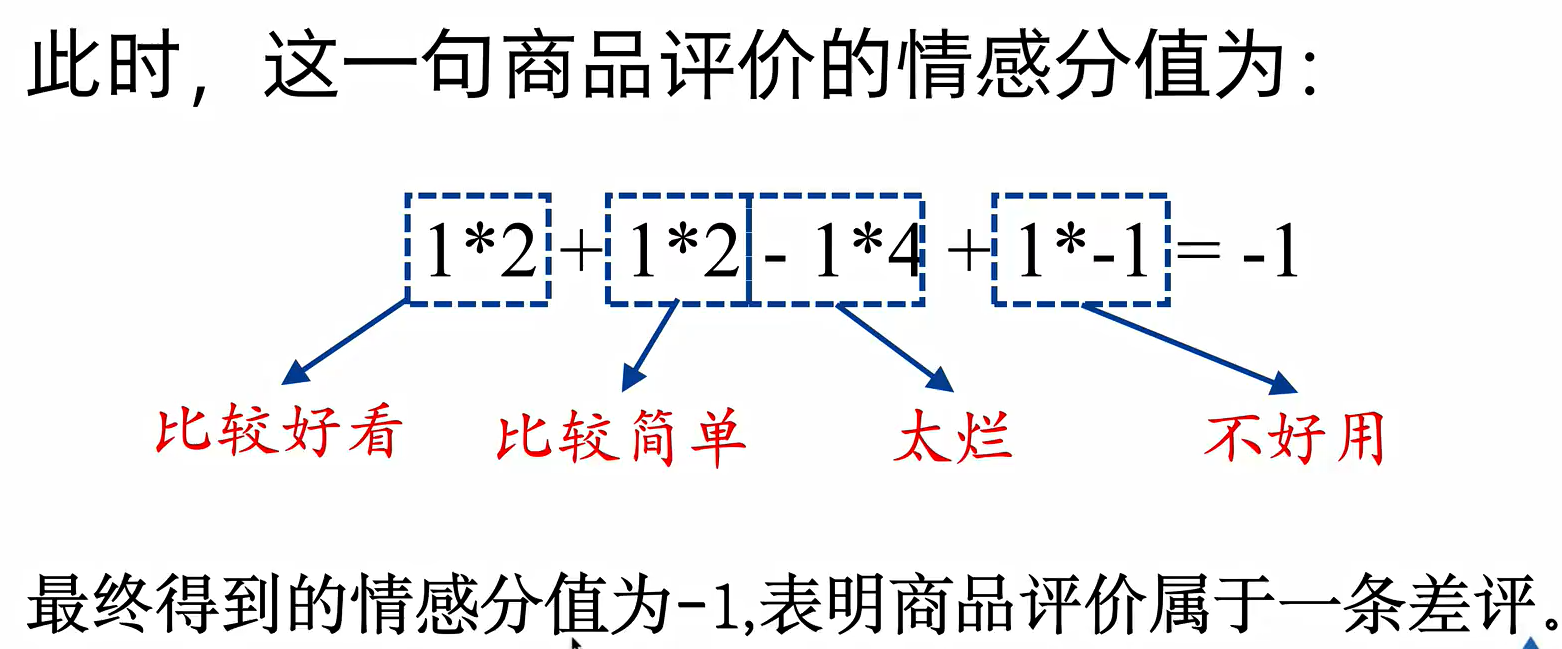 此时，这一句商品评价的情感分值为：
1*2 + 1*2 - 1*4 + 1*-1 = -1
比较好看 比较简单 太烂 不好用
最终得到的情感分值为-1,表明商品评价属于一条差评。